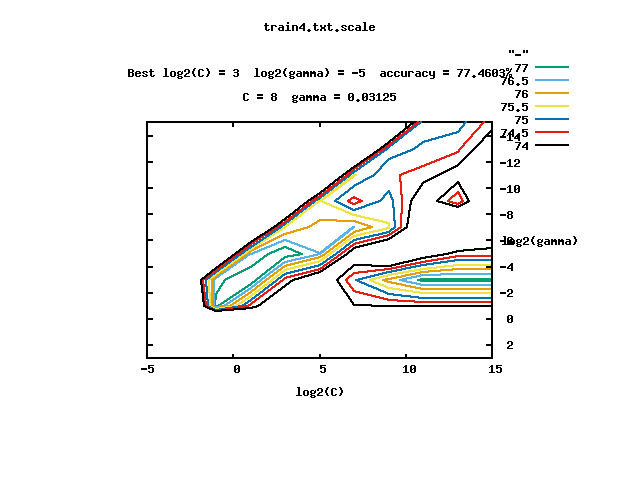 train4.txt.scale
"-"
Best log2(C) = 3 log2(gamma) = -5 accuracy = 77.4603%
C = 8 gamma = 0.03125
77
76.5
76
75.5
75
74.5
74
-14
-12
-10
-8
-6
log2(gamma)
-4
-2
0
2
-5 0 5 10 15
log2(C)